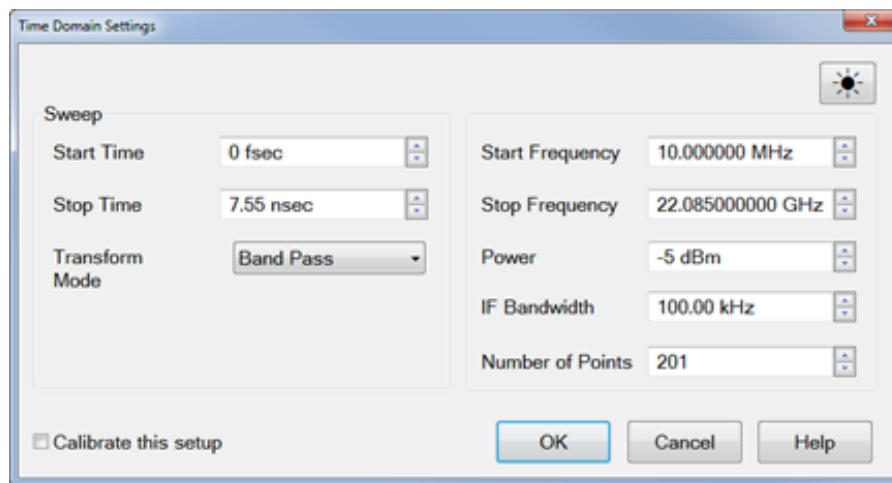 Time Domain Settings
Sweep
Start Time 0 fsec
Stop Time 7.55 nsec
Transform Mode Band Pass
Start Frequency 10.000000 MHz
Stop Frequency 22.085000000 GHz
Power -5 dBm
IF Bandwidth 100.00 kHz
Number of Points 201
Calibrate this setup
OK Cancel Help